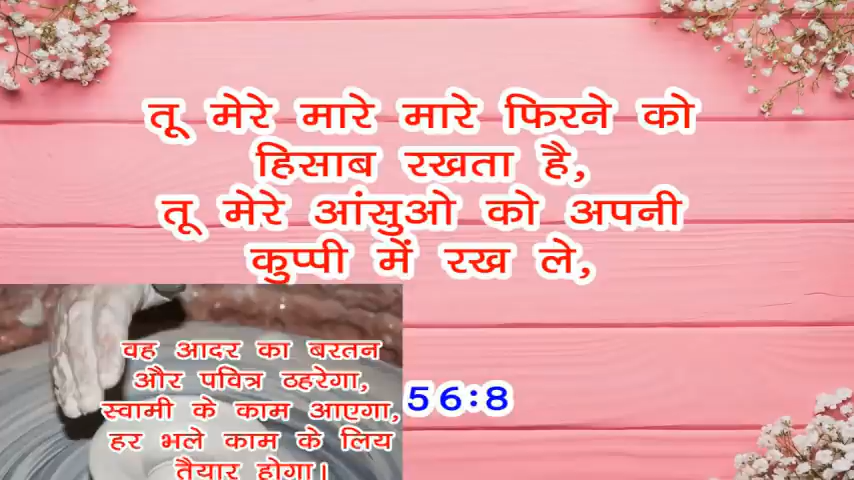 तू मेरे मारे मारे फिरने को
हिसाब रखता है,
तू मेरे आंसुओ को अपनी
कुप्पी में रख ले,
वह आदर का बरतन
और पवित्र ठहरेगा,
स्वामी के काम आएगा,
हर भले काम के लिय
तैयार होगा।
56:8